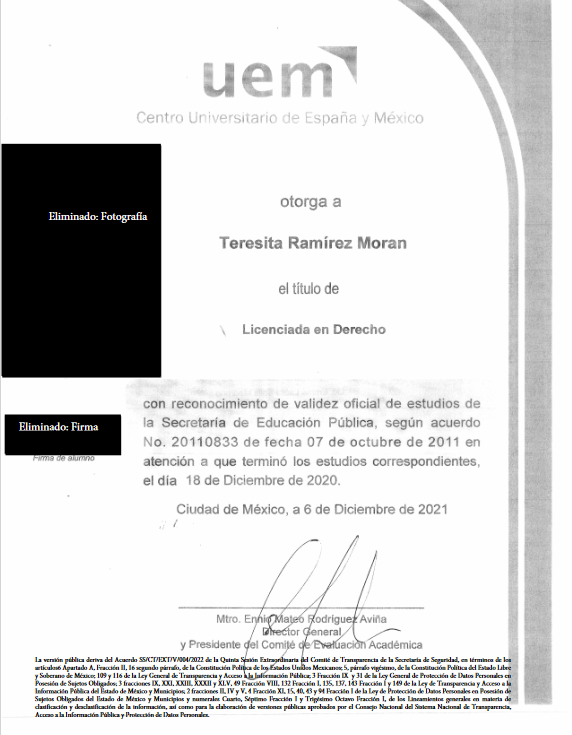 uem
Centro Universitario de España y México
Eliminado: Fotografía
otorga a
Teresita Ramírez Moran
el título de
Licenciada en Derecho
con reconocimiento de validez oficial de estudios de
la Secretaría de Educación Pública, según acuerdo
No. 20110833 de fecha 07 de octubre de 2011 en
atención a que terminó los estudios correspondientes,
el día 18 de Diciembre de 2020.
Eliminado: Firma
Firma de alumno
Ciudad de México, a 6 de Diciembre de 2021
Mtro. Ennio Mateo Rodríguez Aviña
Director General
y Presidente del Comité de Evaluación Académica
La versión pública deriva del Acuerdo SS/CT/EXT/V/004/2022 de la Quinta Sesión Extraordinaria del Comité de Transparencia de la Secretaría de Seguridad, en términos de los
artículos6 Apartado A, Fracción II, 16 segundo párrafo, de la Constitución Política de los Estados Unidos Mexicanos; 5, párrafo vigésimo, de la Constitución Política del Estado Libre
y Soberano de México; 109 y 116 de la Ley General de Transparencia y Acceso a la Información Pública; 3 Fracción IX y 31 de la Ley General de Protección de Datos Personales en
Posesión de Sujetos Obligados; 3 fracciones IX, XXI, XXIII, XXXII y XLV, 49 Fracción VIII, 132 Fracción I, 135, 137, 143 Fracción I y 149 de la Ley de Transparencia y Acceso a la
Información Pública del Estado de México y Municipios; 2 fracciones II, IV y V, 4 Fracción XI, 15, 40, 43 y 94 Fracción I de la Ley de Protección de Datos Personales en Posesión de
Sujetos Obligados del Estado de México y Municipios y numerales Cuarto, Séptimo Fracción I y Trigésimo Octavo Fracción I, de los Lineamientos generales en materia de
clasificación y desclasificación de la información, así como para la elaboración de versiones públicas aprobados por el Consejo Nacional del Sistema Nacional de Transparencia,
Acceso a la Información Pública y Protección de Datos Personales.